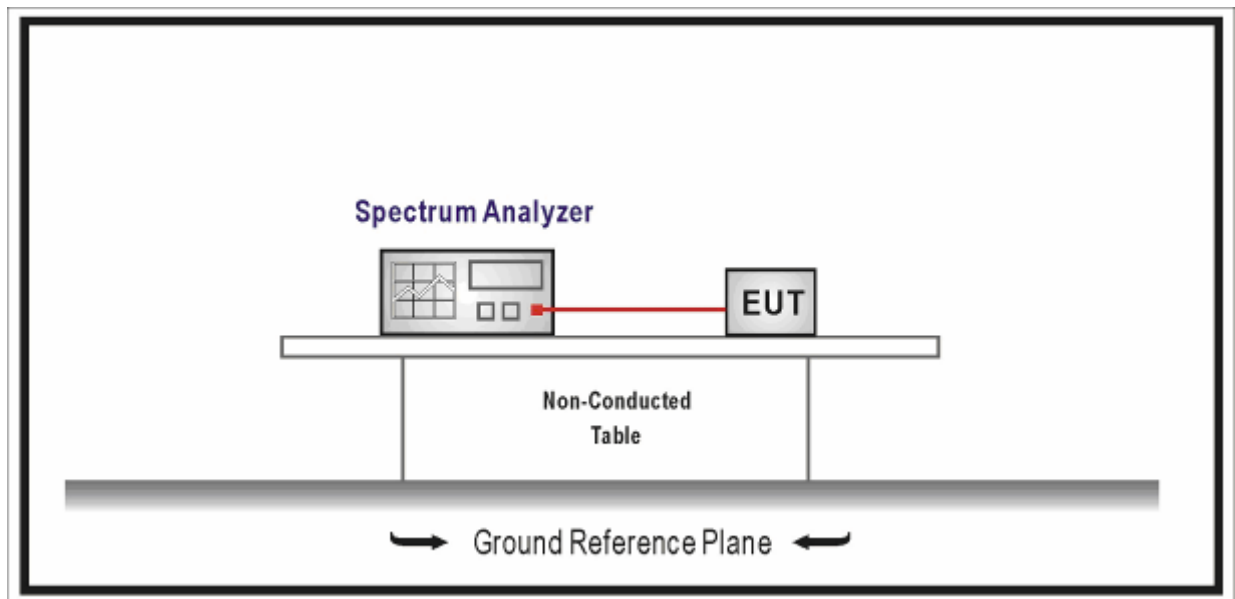 Spectrum Analyzer
EUT
Non-Conducted
Table
Ground Reference Plane